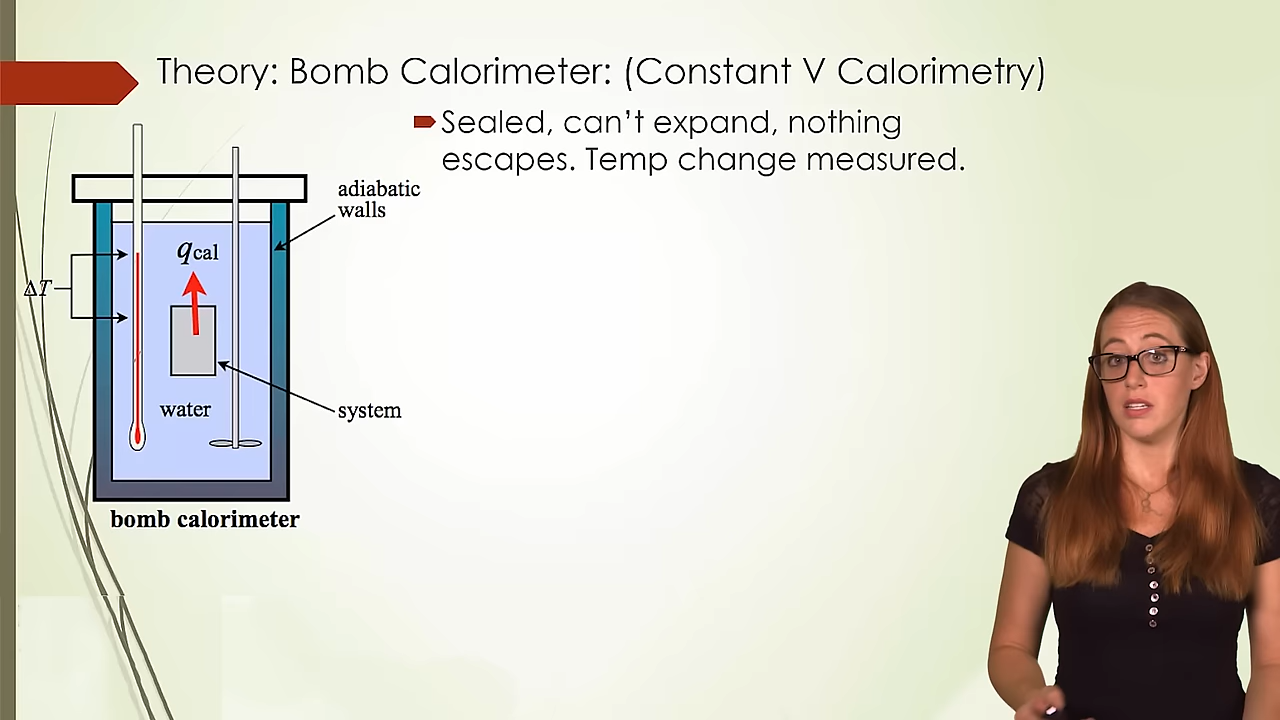 Theory: Bomb Calorimeter: (Constant V Calorimetry)
Sealed, can't expand, nothing
escapes. Temp change measured.
adiabatic
walls
qcal
ΔT
water
system
bomb calorimeter